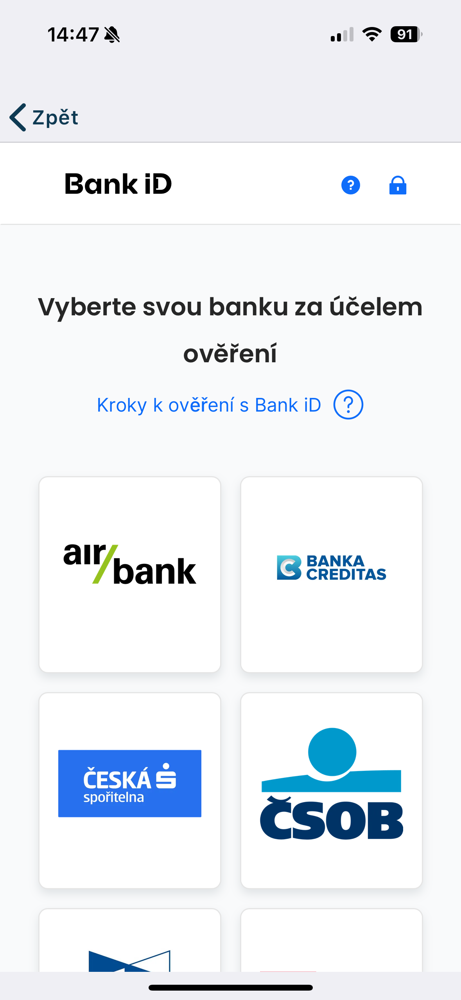 14:47
91
Zpět
Bank iD
Vyberte svou banku za účelem
ověření
Kroky k ověření s Bank iD
air
bank
BANKA
CREDITAS
ČESKÁ
spořitelna
ČSOB